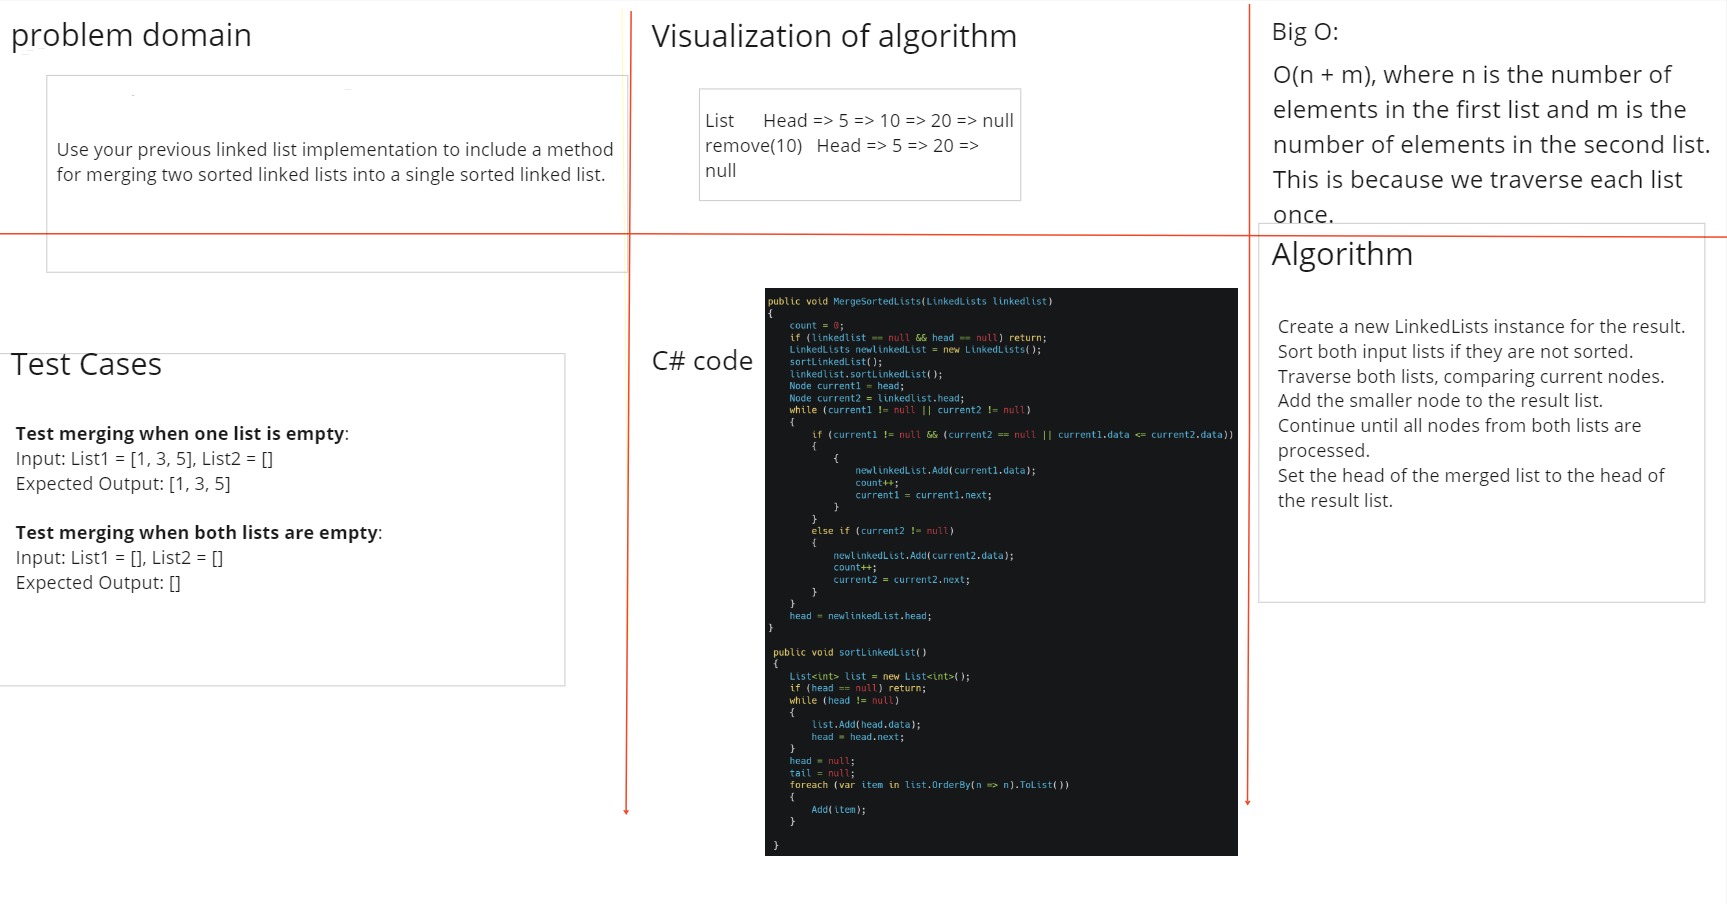 problem domain
Use your previous linked list implementation to include a method
for merging two sorted linked lists into a single sorted linked list.
Test Cases
Test merging when one list is empty:
Input: List1 = [1, 3, 5], List2 = []
Expected Output: [1, 3, 5]
Test merging when both lists are empty:
Input: List1 = [], List2 = []
Expected Output: []
Visualization of algorithm
List Head => 5 => 10 => 20 => null
remove(10) Head => 5 => 20 =>
null
C# code
public void MergeSortedLists(LinkedLists linkedlist)
{
count = 0;
if (linkedlist == null && head == null) return;
LinkedLists newlinkedList = new LinkedLists();
sortLinkedList();
linkedlist.sortLinkedList();
Node current1 = head;
Node current2 = linkedlist.head;
while (current1 != null || current2 != null)
{
if (current1 != null && (current2 == null || current1.data <= current2.data))
{
{
newlinkedList.Add(current1.data);
count++;
current1 = current1.next;
}
}
else if (current2 != null)
{
newlinkedList.Add(current2.data);
count++;
current2 = current2.next;
}
}
head = newlinkedList.head;
}
public void sortLinkedList()
{
List<int> list = new List<int>();
if (head == null) return;
while (head != null)
{
list.Add(head.data);
head = head.next;
}
head = null;
tail = null;
foreach (var item in list.OrderBy(n => n).ToList())
{
Add(item);
}
}
Big O:
O(n + m), where n is the number of
elements in the first list and m is the
number of elements in the second list.
This is because we traverse each list
once.
Algorithm
Create a new LinkedLists instance for the result.
Sort both input lists if they are not sorted.
Traverse both lists, comparing current nodes.
Add the smaller node to the result list.
Continue until all nodes from both lists are
processed.
Set the head of the merged list to the head of
the result list.